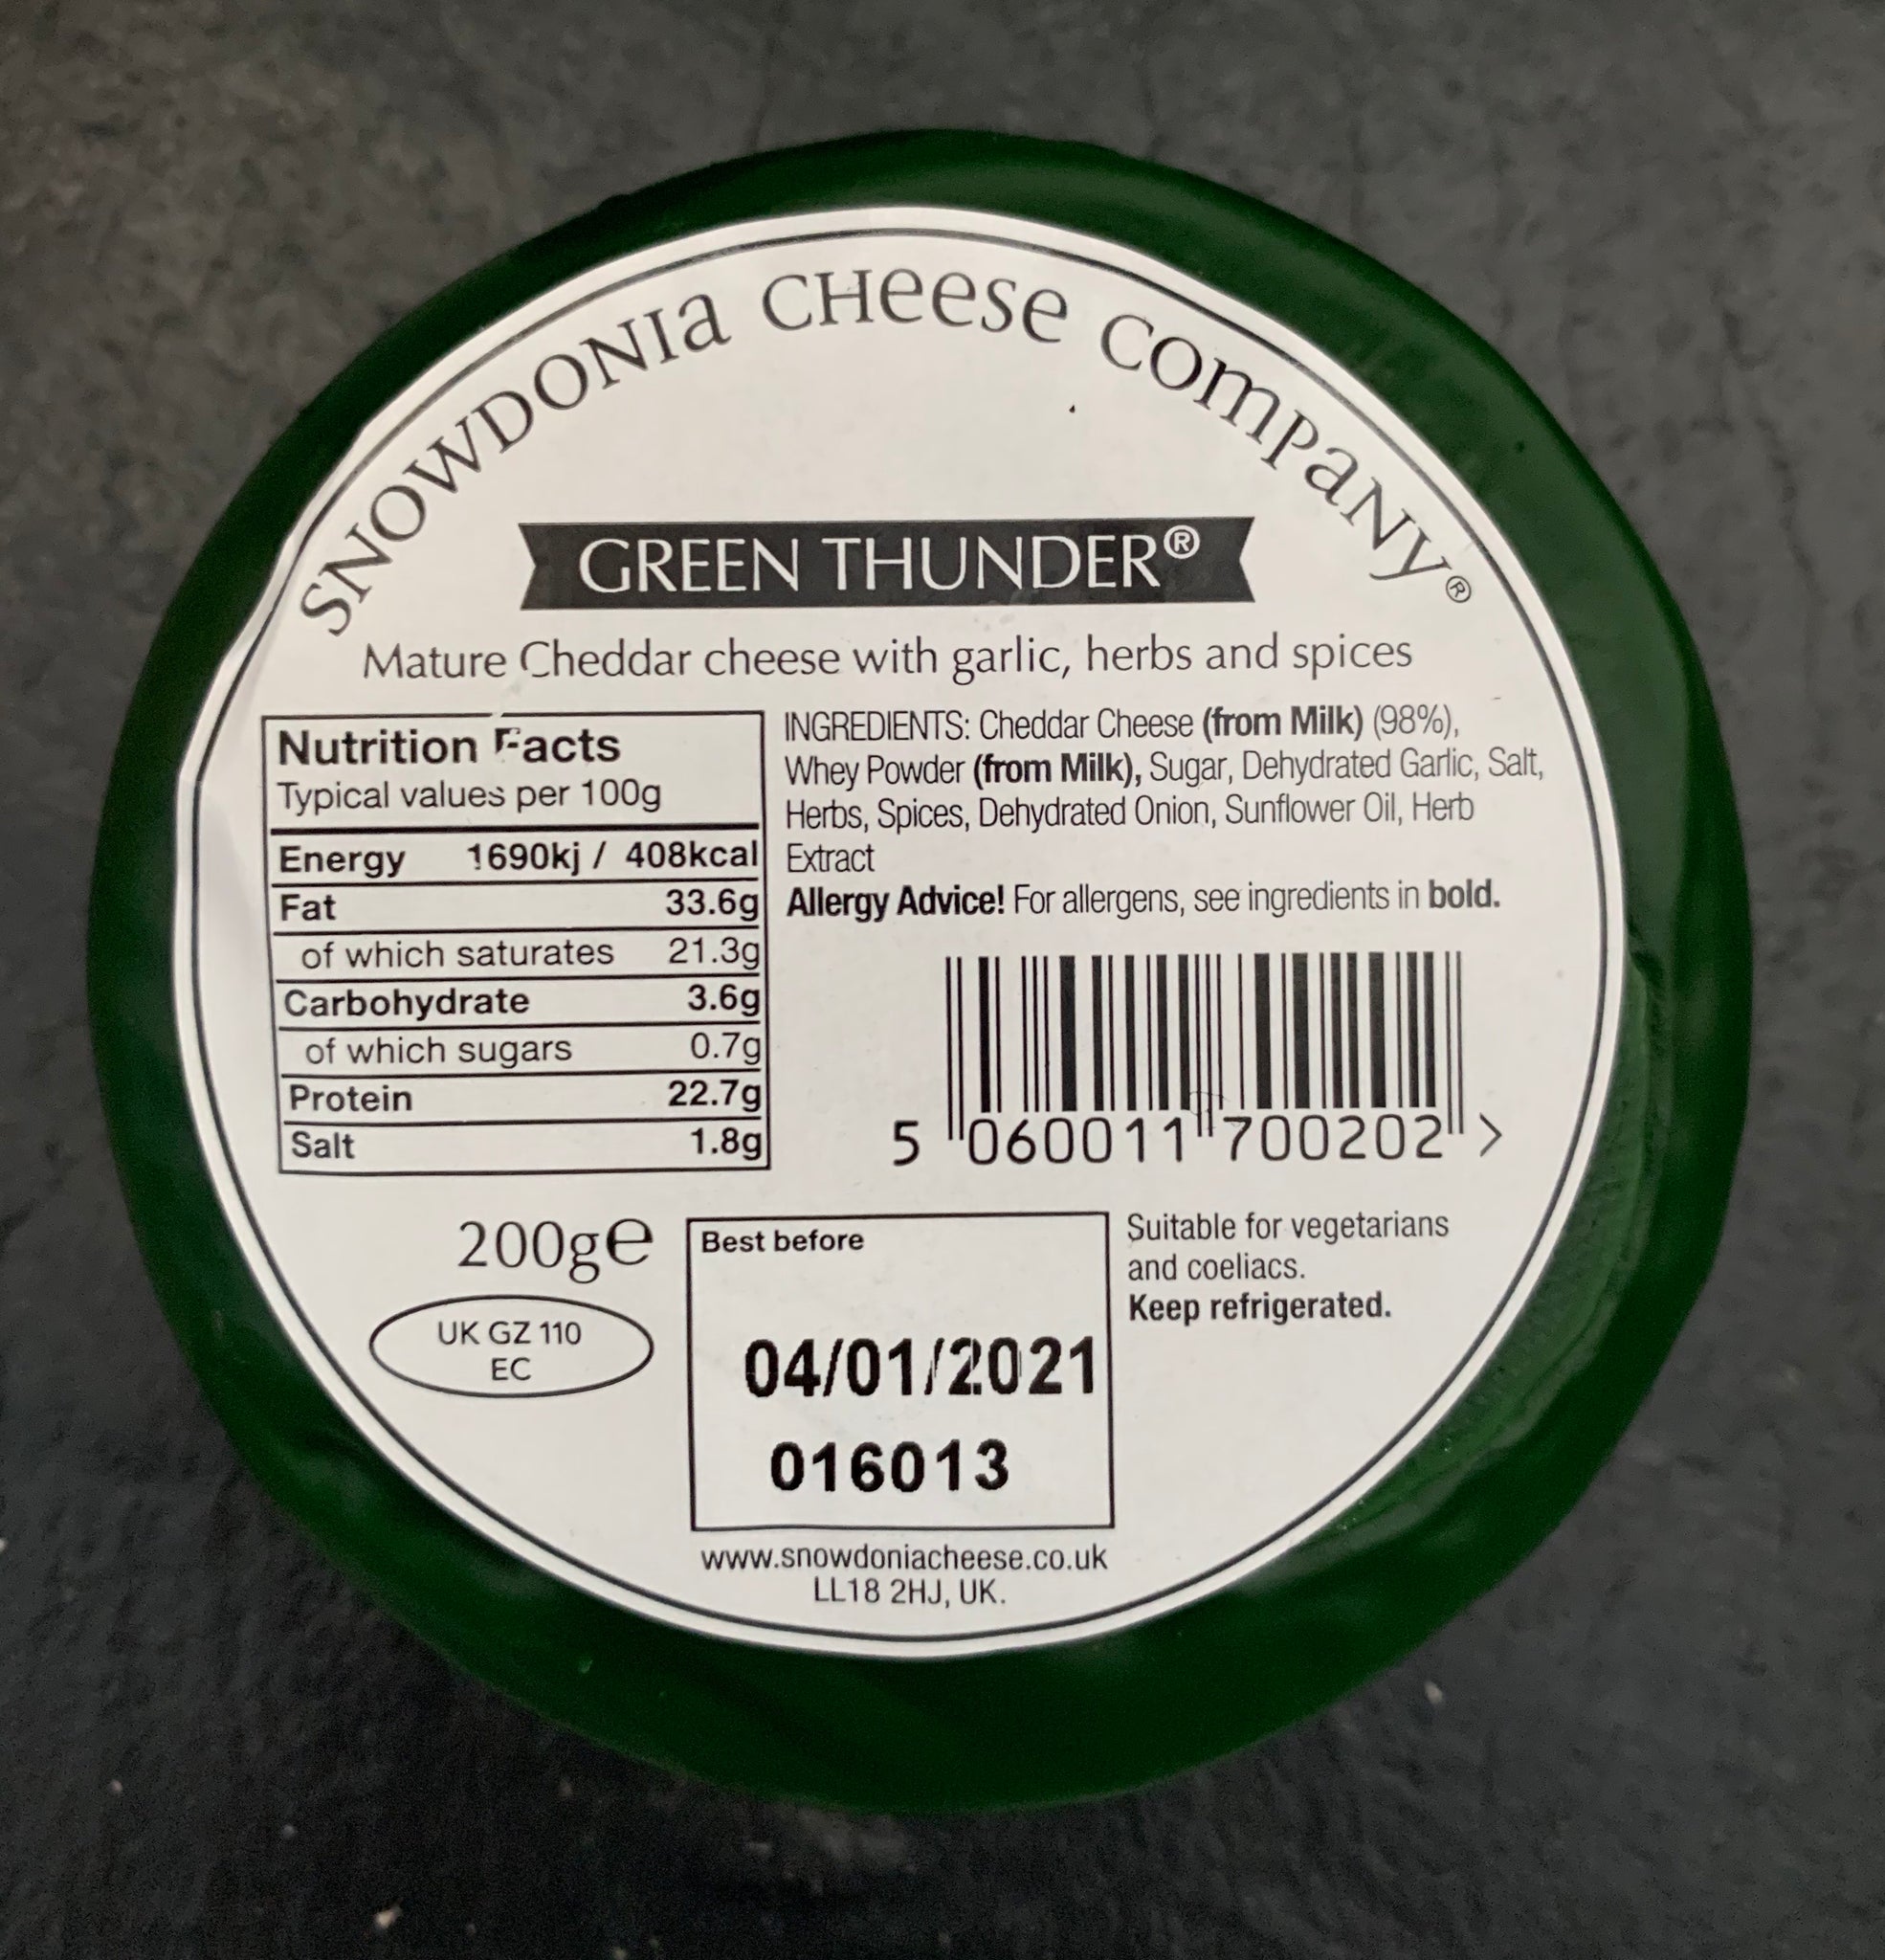 SNOWDONIa CHeese company®
GREEN THUNDER®
Mature Cheddar cheese with garlic, herbs and spices
Nutrition Facts
Typical values per 100g
Energy 1690kj / 408kcal
Fat 33.6g
of which saturates 21.3g
Carbohydrate 3.6g
of which sugars 0.7g
Protein 22.7g
Salt 1.8g
INGREDIENTS: Cheddar Cheese (from Milk) (98%),
Whey Powder (from Milk), Sugar, Dehydrated Garlic, Salt,
Herbs, Spices, Dehydrated Onion, Sunflower Oil, Herb
Extract
Allergy Advice! For allergens, see ingredients in bold.
5 060011 700202 >
200g℮
UK GZ 110
EC
Best before
04/01/2021
016013
Suitable for vegetarians
and coeliacs.
Keep refrigerated.
www.snowdoniacheese.co.uk
LL18 2HJ, UK.